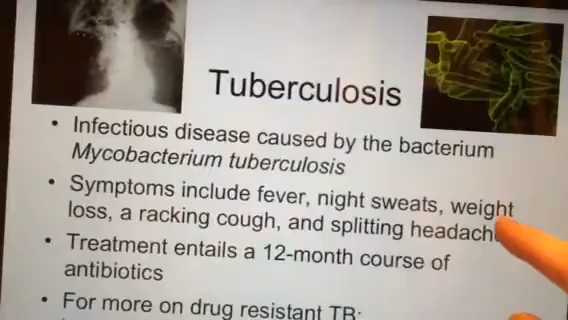 Tuberculosis
• Infectious disease caused by the bacterium
Mycobacterium tuberculosis
• Symptoms include fever, night sweats, weight
loss, a racking cough, and splitting headach
• Treatment entails a 12-month course of
antibiotics
• For more on drug resistant TB: